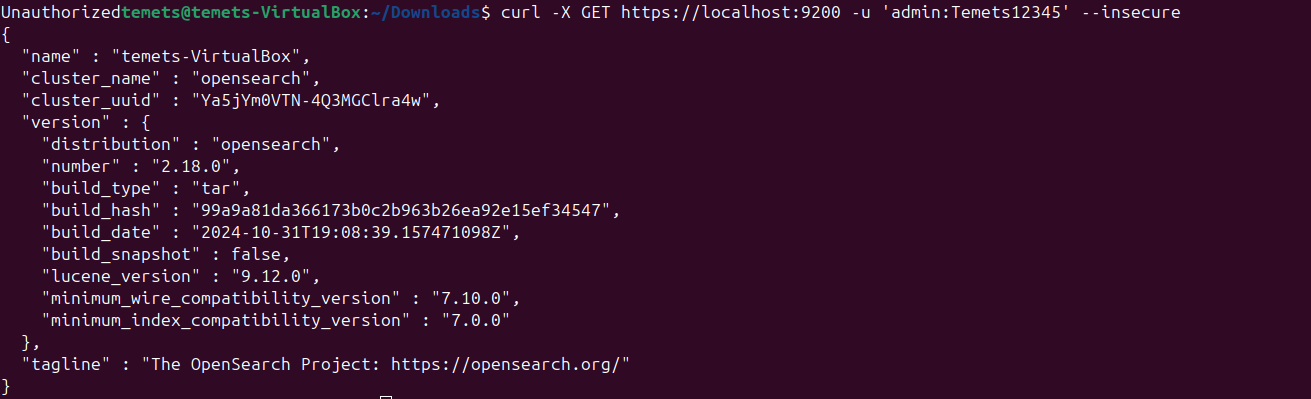 Unauthorizedtemets@temets-VirtualBox:~/Downloads$ curl -X GET https://localhost:9200 -u 'admin:Temets12345' --insecure
{
  "name" : "temets-VirtualBox",
  "cluster_name" : "opensearch",
  "cluster_uuid" : "Ya5jYm0VTN-4Q3MGClra4w",
  "version" : {
    "distribution" : "opensearch",
    "number" : "2.18.0",
    "build_type" : "tar",
    "build_hash" : "99a9a81da366173b0c2b963b26ea92e15ef34547",
    "build_date" : "2024-10-31T19:08:39.157471098Z",
    "build_snapshot" : false,
    "lucene_version" : "9.12.0",
    "minimum_wire_compatibility_version" : "7.10.0",
    "minimum_index_compatibility_version" : "7.0.0"
  },
  "tagline" : "The OpenSearch Project: https://opensearch.org/"
}